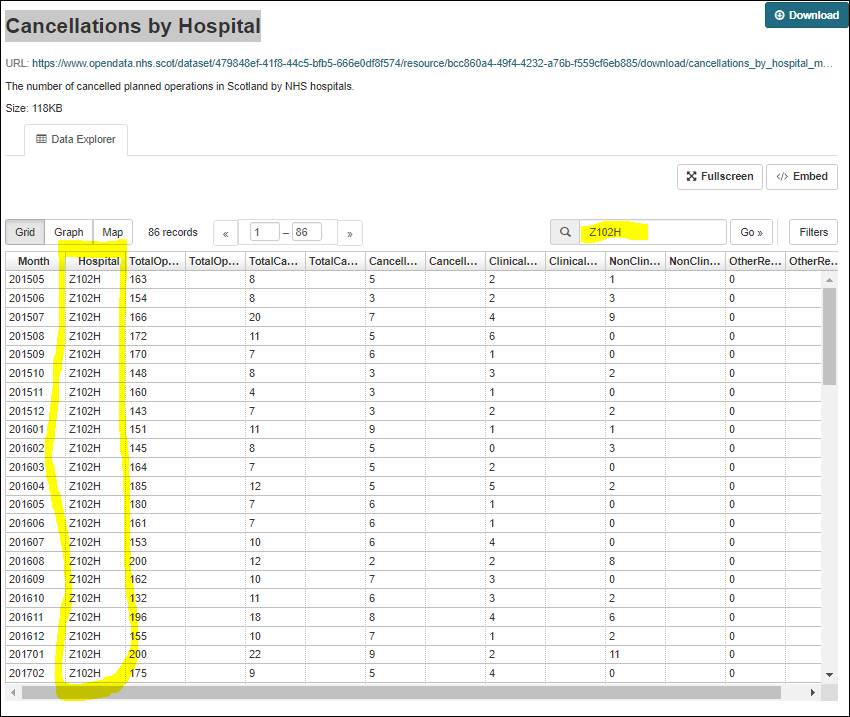 Cancellations by Hospital
Download
URL: https://www.opendata.nhs.scot/dataset/479848ef-41f8-44c5-bfb5-666e0df8f574/resource/bcc860a4-49f4-4232-a76b-f559cf6eb885/download/cancellations_by_hospital_m…
The number of cancelled planned operations in Scotland by NHS hospitals.
Size: 118KB
Data Explorer
Fullscreen </> Embed
Grid Graph Map 86 records « 1 – 86 » Z102H Go » Filters
Month Hospital TotalOp… TotalOp… TotalCa… TotalCa… Cancell… Cancell… Clinical… Clinical… NonClin… NonClin… OtherRe… OtherRe…
201505 Z102H 163 8 5 2 1 0
201506 Z102H 154 8 3 2 3 0
201507 Z102H 166 20 7 4 9 0
201508 Z102H 172 11 5 6 0 0
201509 Z102H 170 7 6 1 0 0
201510 Z102H 148 8 3 3 2 0
201511 Z102H 160 4 3 1 0 0
201512 Z102H 143 7 3 2 2 0
201601 Z102H 151 11 9 1 1 0
201602 Z102H 145 8 5 0 3 0
201603 Z102H 164 7 5 2 0 0
201604 Z102H 185 12 5 5 2 0
201605 Z102H 180 7 6 1 0 0
201606 Z102H 161 7 6 1 0 0
201607 Z102H 153 10 6 4 0 0
201608 Z102H 200 12 2 2 8 0
201609 Z102H 162 10 7 3 0 0
201610 Z102H 132 11 6 3 2 0
201611 Z102H 196 18 8 4 6 0
201612 Z102H 155 10 7 1 2 0
201701 Z102H 200 22 9 2 11 0
201702 Z102H 175 9 5 4 0 0